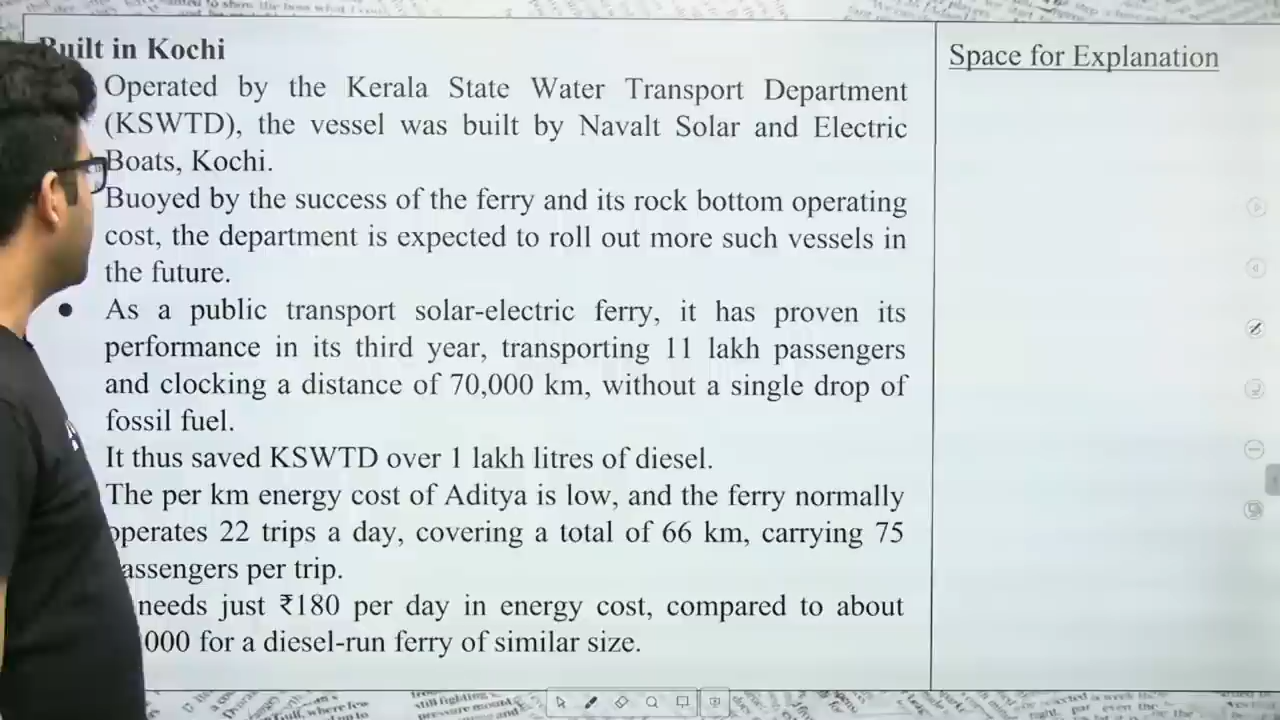 Built in Kochi
Operated by the Kerala State Water Transport Department
(KSWTD), the vessel was built by Navalt Solar and Electric
Boats, Kochi.
Buoyed by the success of the ferry and its rock bottom operating
cost, the department is expected to roll out more such vessels in
the future.
● As a public transport solar-electric ferry, it has proven its
performance in its third year, transporting 11 lakh passengers
and clocking a distance of 70,000 km, without a single drop of
fossil fuel.
It thus saved KSWTD over 1 lakh litres of diesel.
The per km energy cost of Aditya is low, and the ferry normally
operates 22 trips a day, covering a total of 66 km, carrying 75
passengers per trip.
needs just ₹180 per day in energy cost, compared to about
000 for a diesel-run ferry of similar size.
Space for Explanation
still fighting
pressure mount